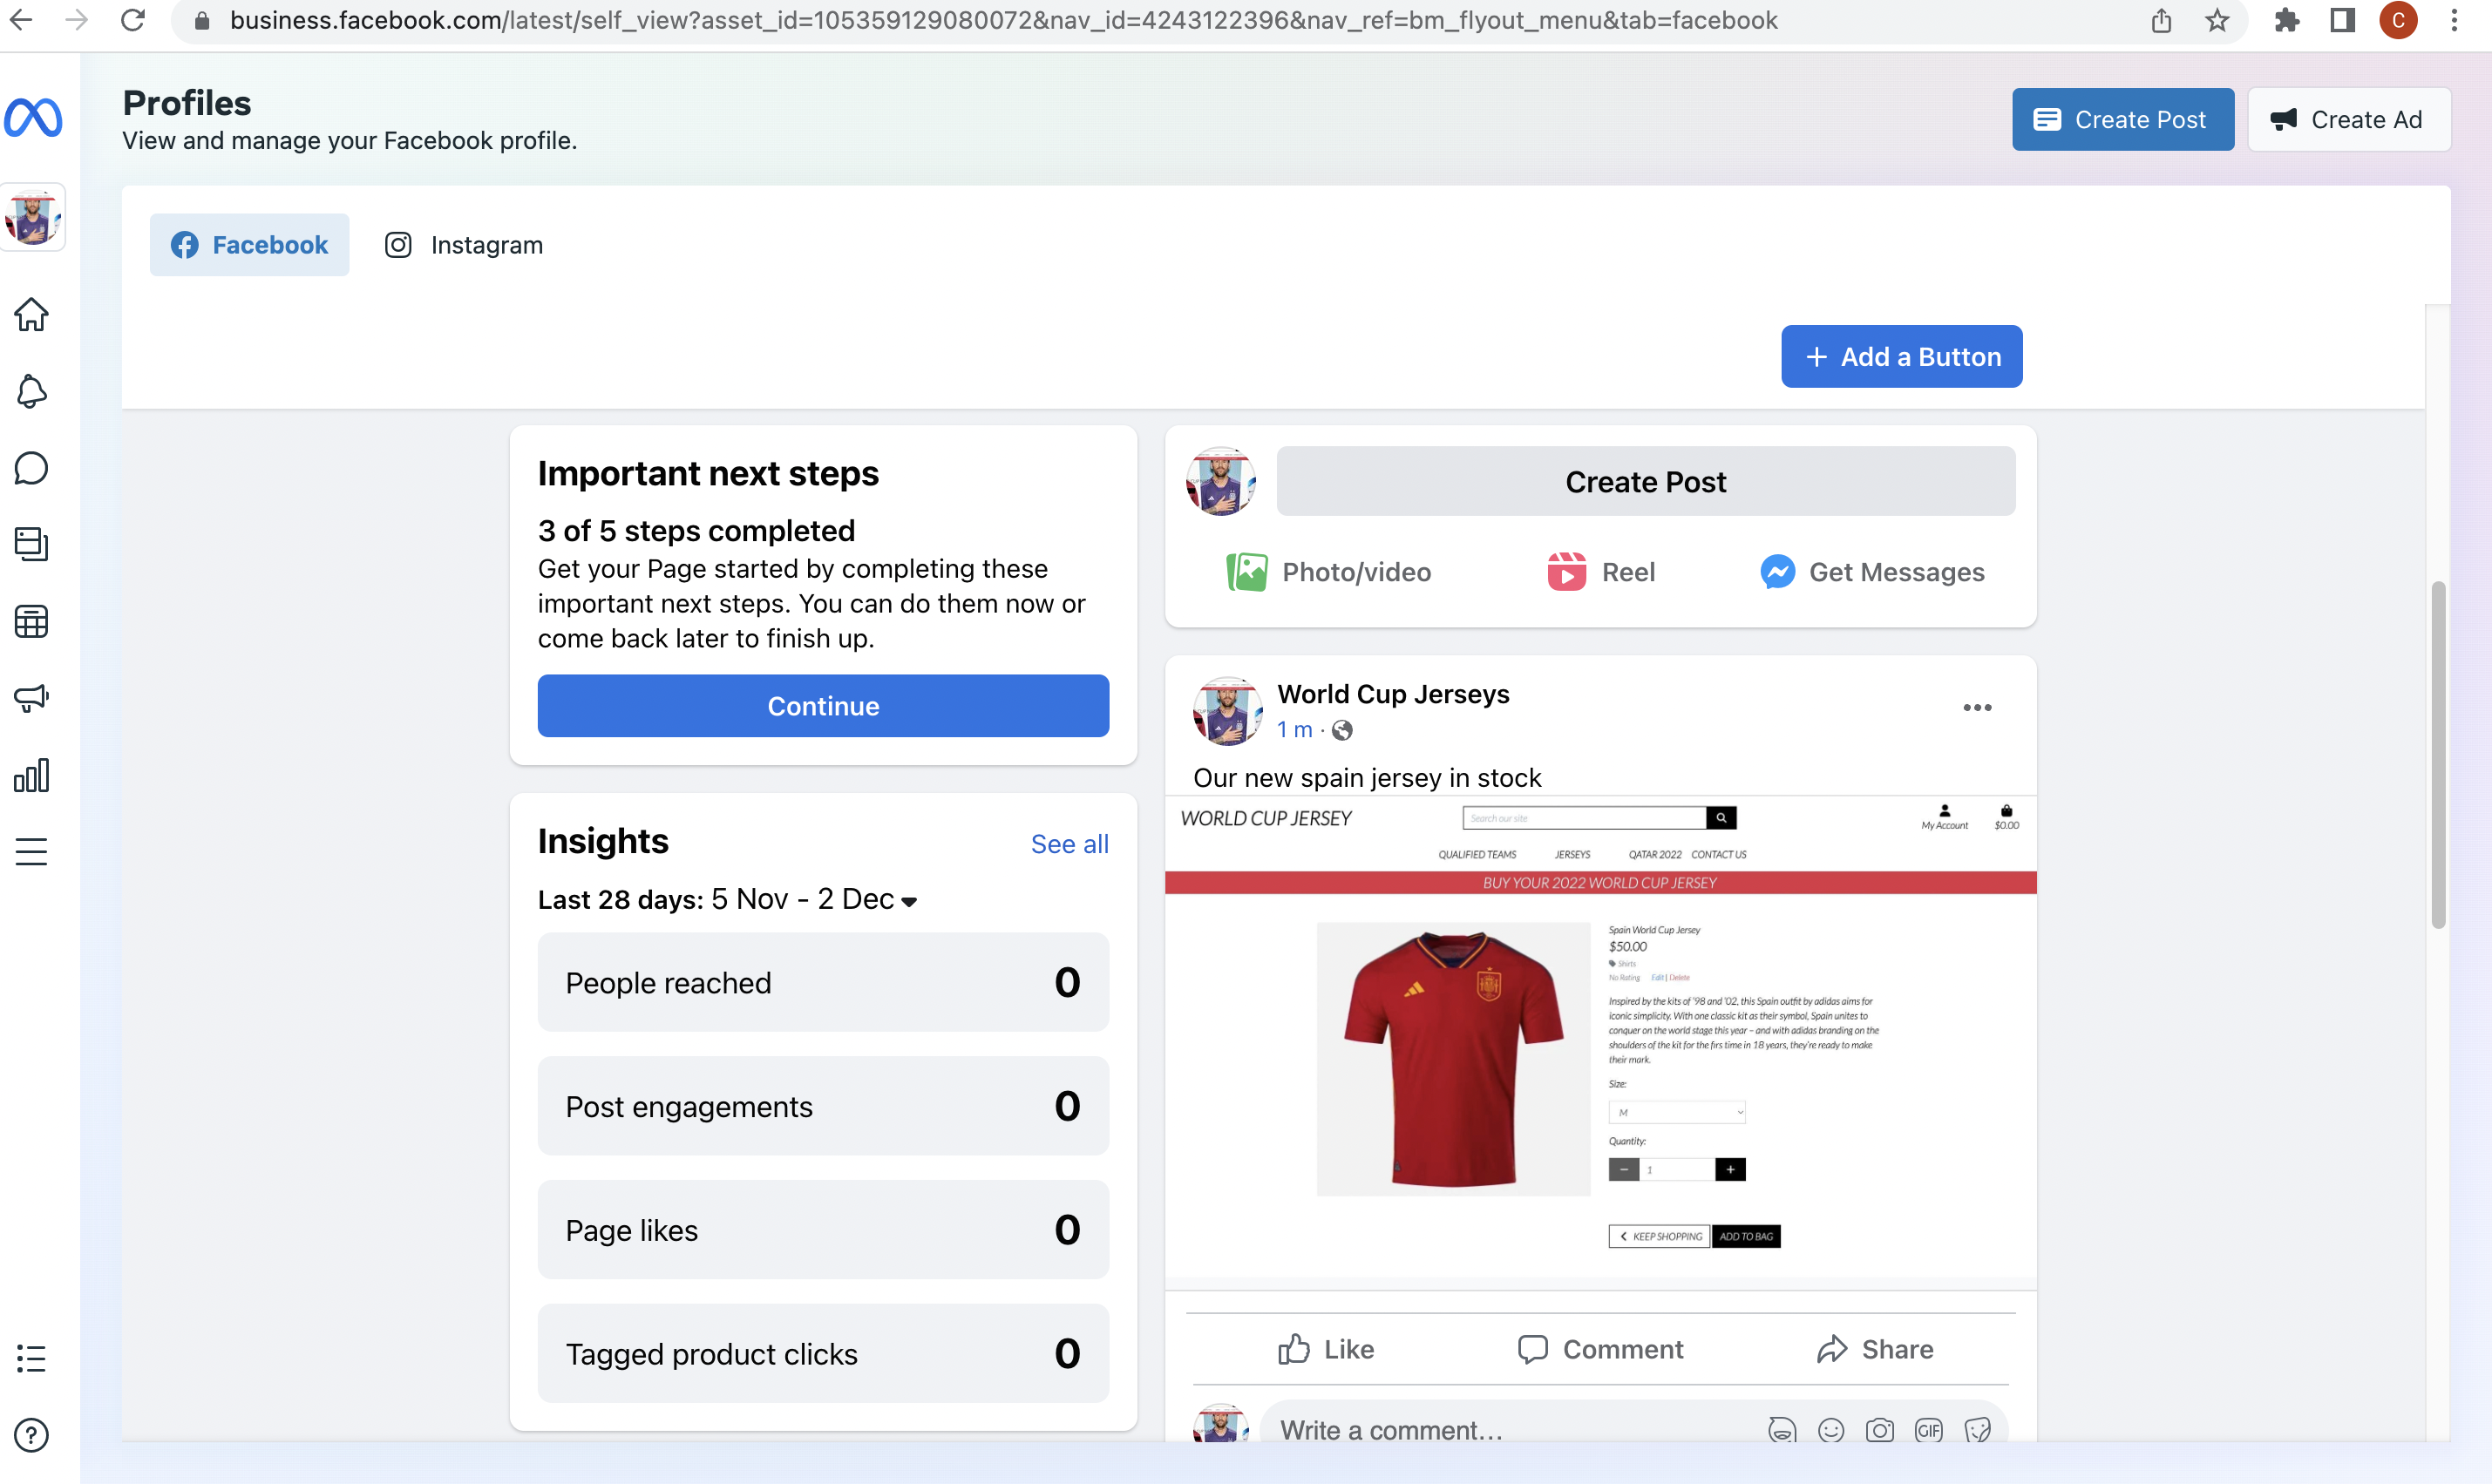 business.facebook.com/latest/self_view?asset_id=105359129080072&nav_id=4243122396&nav_ref=bm_flyout_menu&tab=facebook
C
Profiles
View and manage your Facebook profile.
Create Post
Create Ad
Facebook
Instagram
+ Add a Button
Important next steps
3 of 5 steps completed
Get your Page started by completing these
important next steps. You can do them now or
come back later to finish up.
Continue
Insights
See all
Last 28 days: 5 Nov - 2 Dec
People reached 0
Post engagements 0
Page likes 0
Tagged product clicks 0
Create Post
Photo/video
Reel
Get Messages
World Cup Jerseys
1 m ·
Our new spain jersey in stock
WORLD CUP JERSEY
Search our site
My Account
$0.00
QUALIFIED TEAMS JERSEYS QATAR 2022 CONTACT US
BUY YOUR 2022 WORLD CUP JERSEY
Spain World Cup Jersey
$50.00
Shirts
No Rating Edit | Delete
Inspired by the kits of '98 and '02, this Spain outfit by adidas aims for
iconic simplicity. With one classic kit as their symbol, Spain unites to
conquer on the world stage this year – and with adidas branding on the
shoulders of the kit for the firs time in 18 years, they're ready to make
their mark.
Size:
M
Quantity:
− 1 +
KEEP SHOPPING
ADD TO BAG
Like
Comment
Share
Write a comment...
GIF